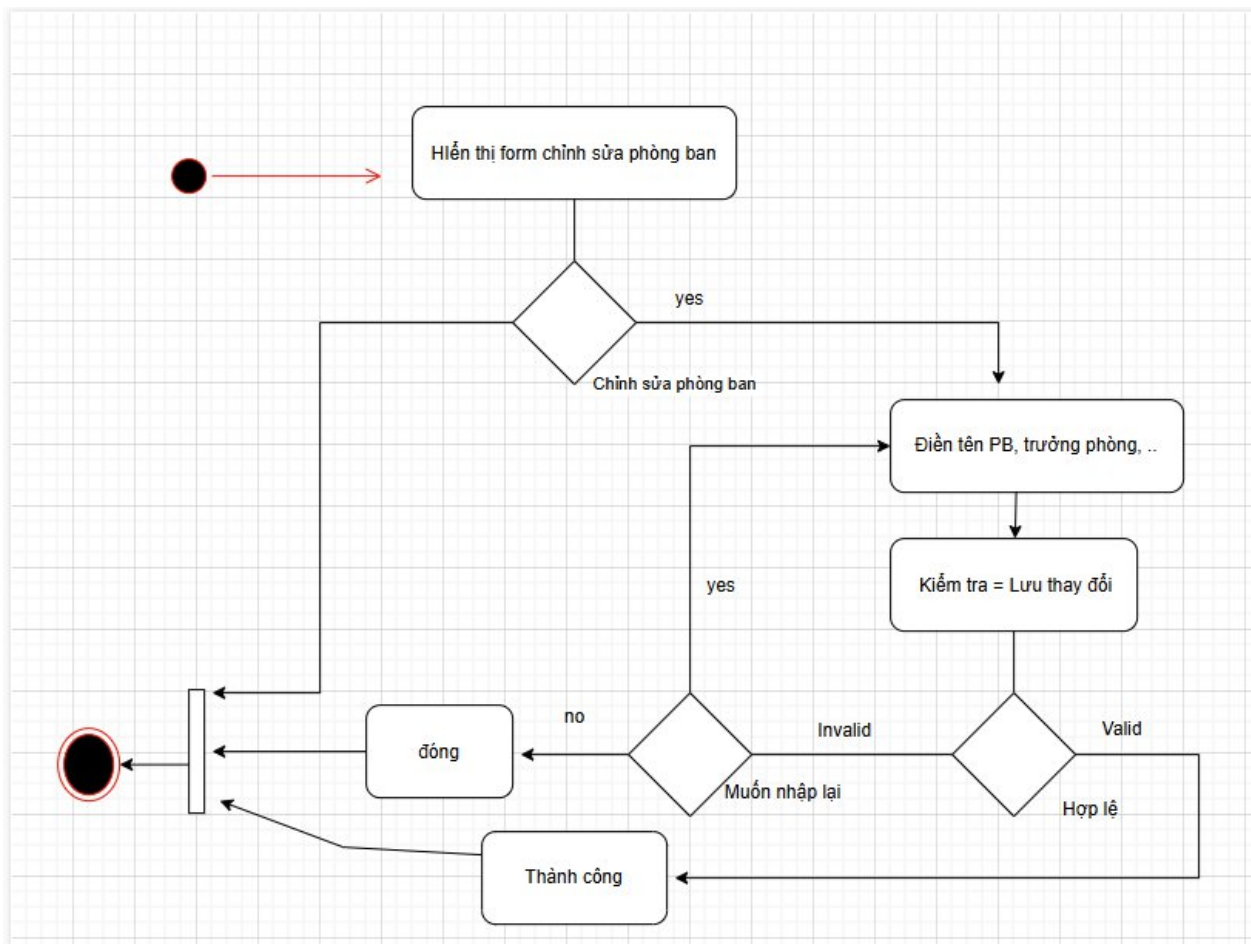 HIển thị form chỉnh sửa phòng ban
yes
Chỉnh sửa phòng ban
Điền tên PB, trưởng phòng, ..
yes
Kiểm tra = Lưu thay đổi
no
Invalid
Valid
đóng
Muốn nhập lại
Hợp lệ
Thành công